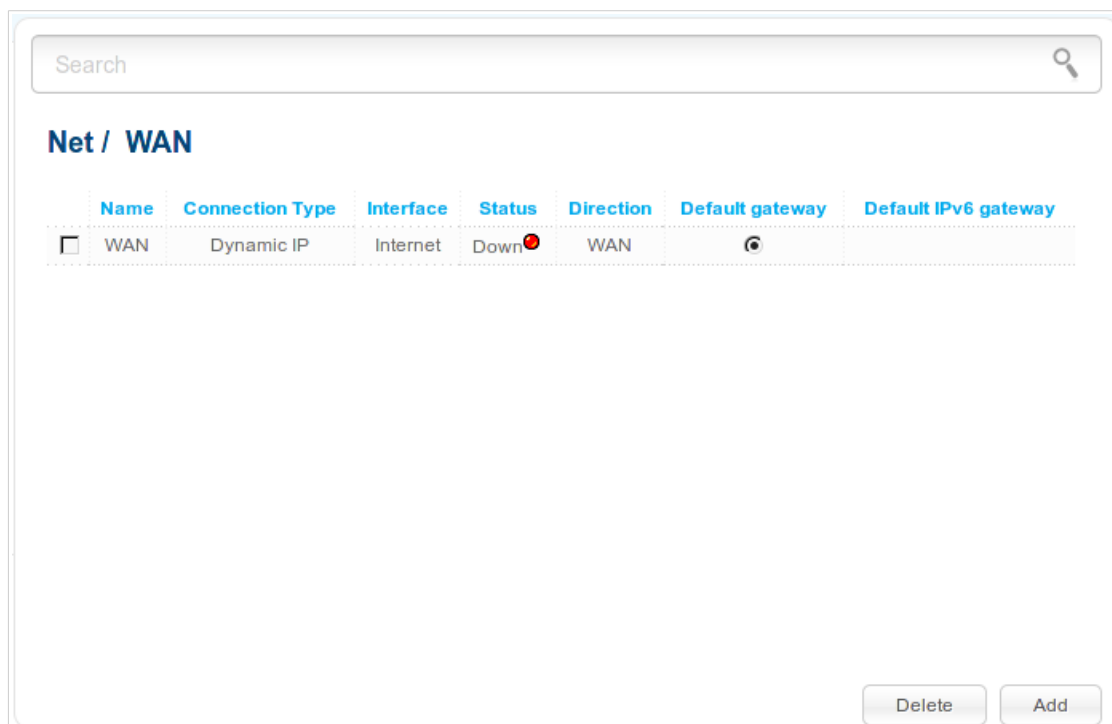 Search
Net / WAN
Name Connection Type Interface Status Direction Default gateway Default IPv6 gateway
WAN Dynamic IP Internet Down WAN
Delete Add